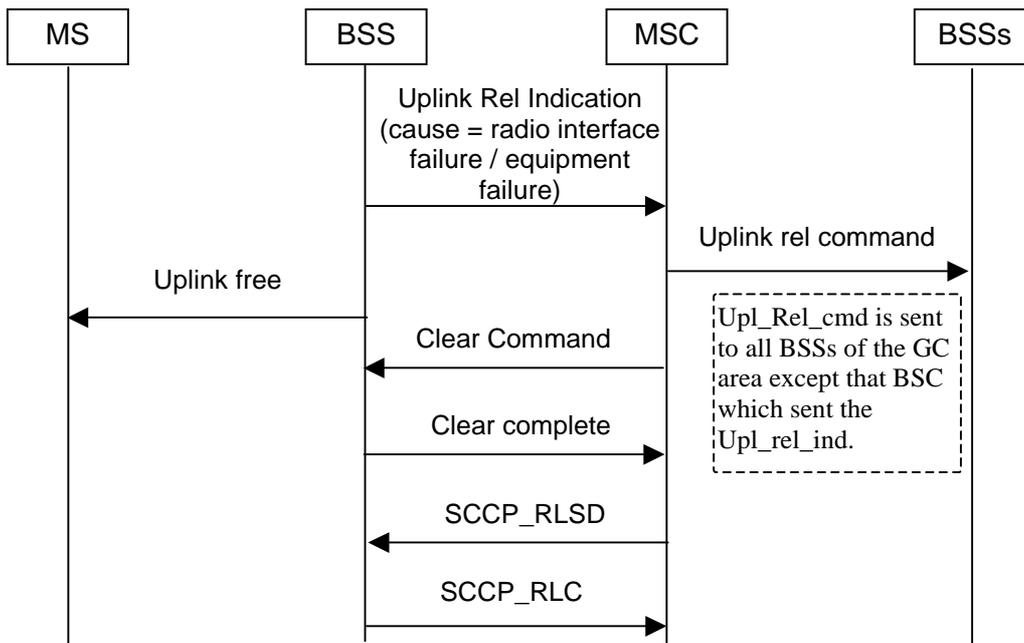 MS
BSS
MSC
BSSs
Uplink Rel Indication
(cause = radio interface
failure / equipment
failure)
Uplink rel command
Uplink free
Upl_Rel_cmd is sent
to all BSSs of the GC
area except that BSC
which sent the
Upl_rel_ind.
Clear Command
Clear complete
SCCP_RLSD
SCCP_RLC